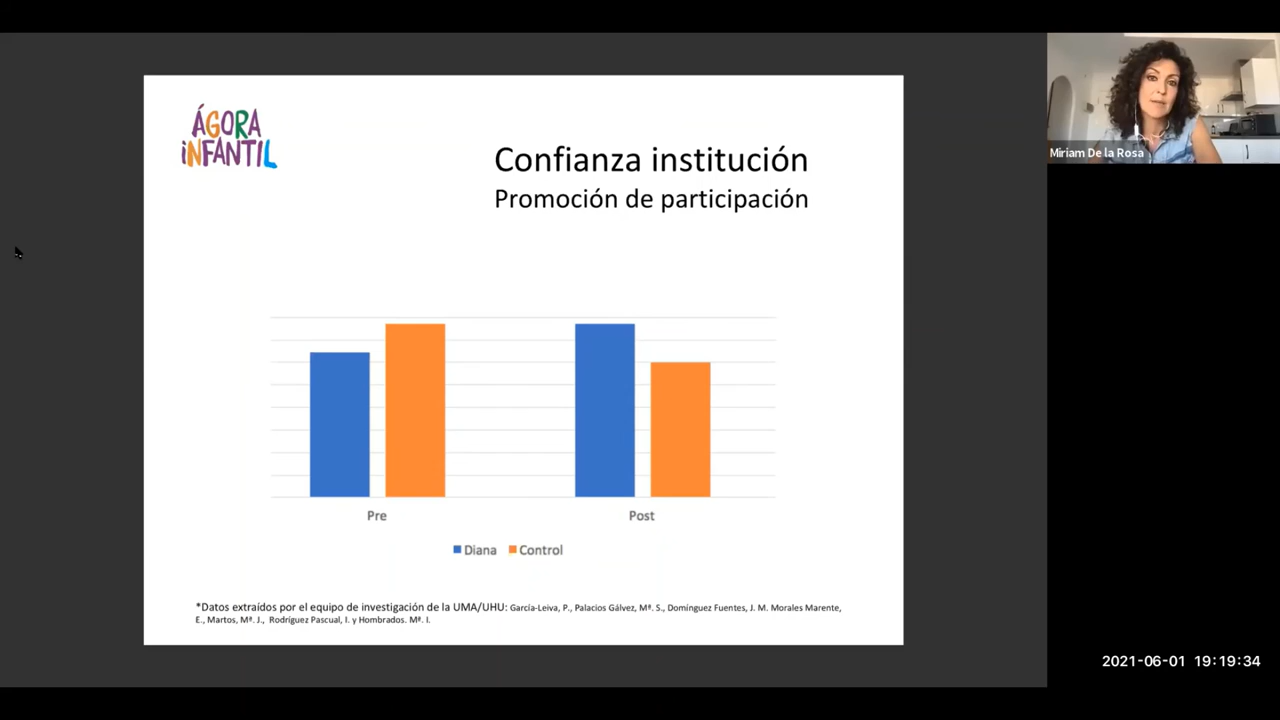 ÁGORA
INFANTIL
Confianza institución
Promoción de participación
Pre
Post
Diana
Control
*Datos extraídos por el equipo de investigación de la UMA/UHU: García-Leiva, P., Palacios Gálvez, Mª. S., Domínguez Fuentes, J. M. Morales Marente,
E., Martos, Mª. J., Rodríguez Pascual, I. y Hombrados. Mª. I.
Miriam De la Rosa
2021-06-01 19:19:34